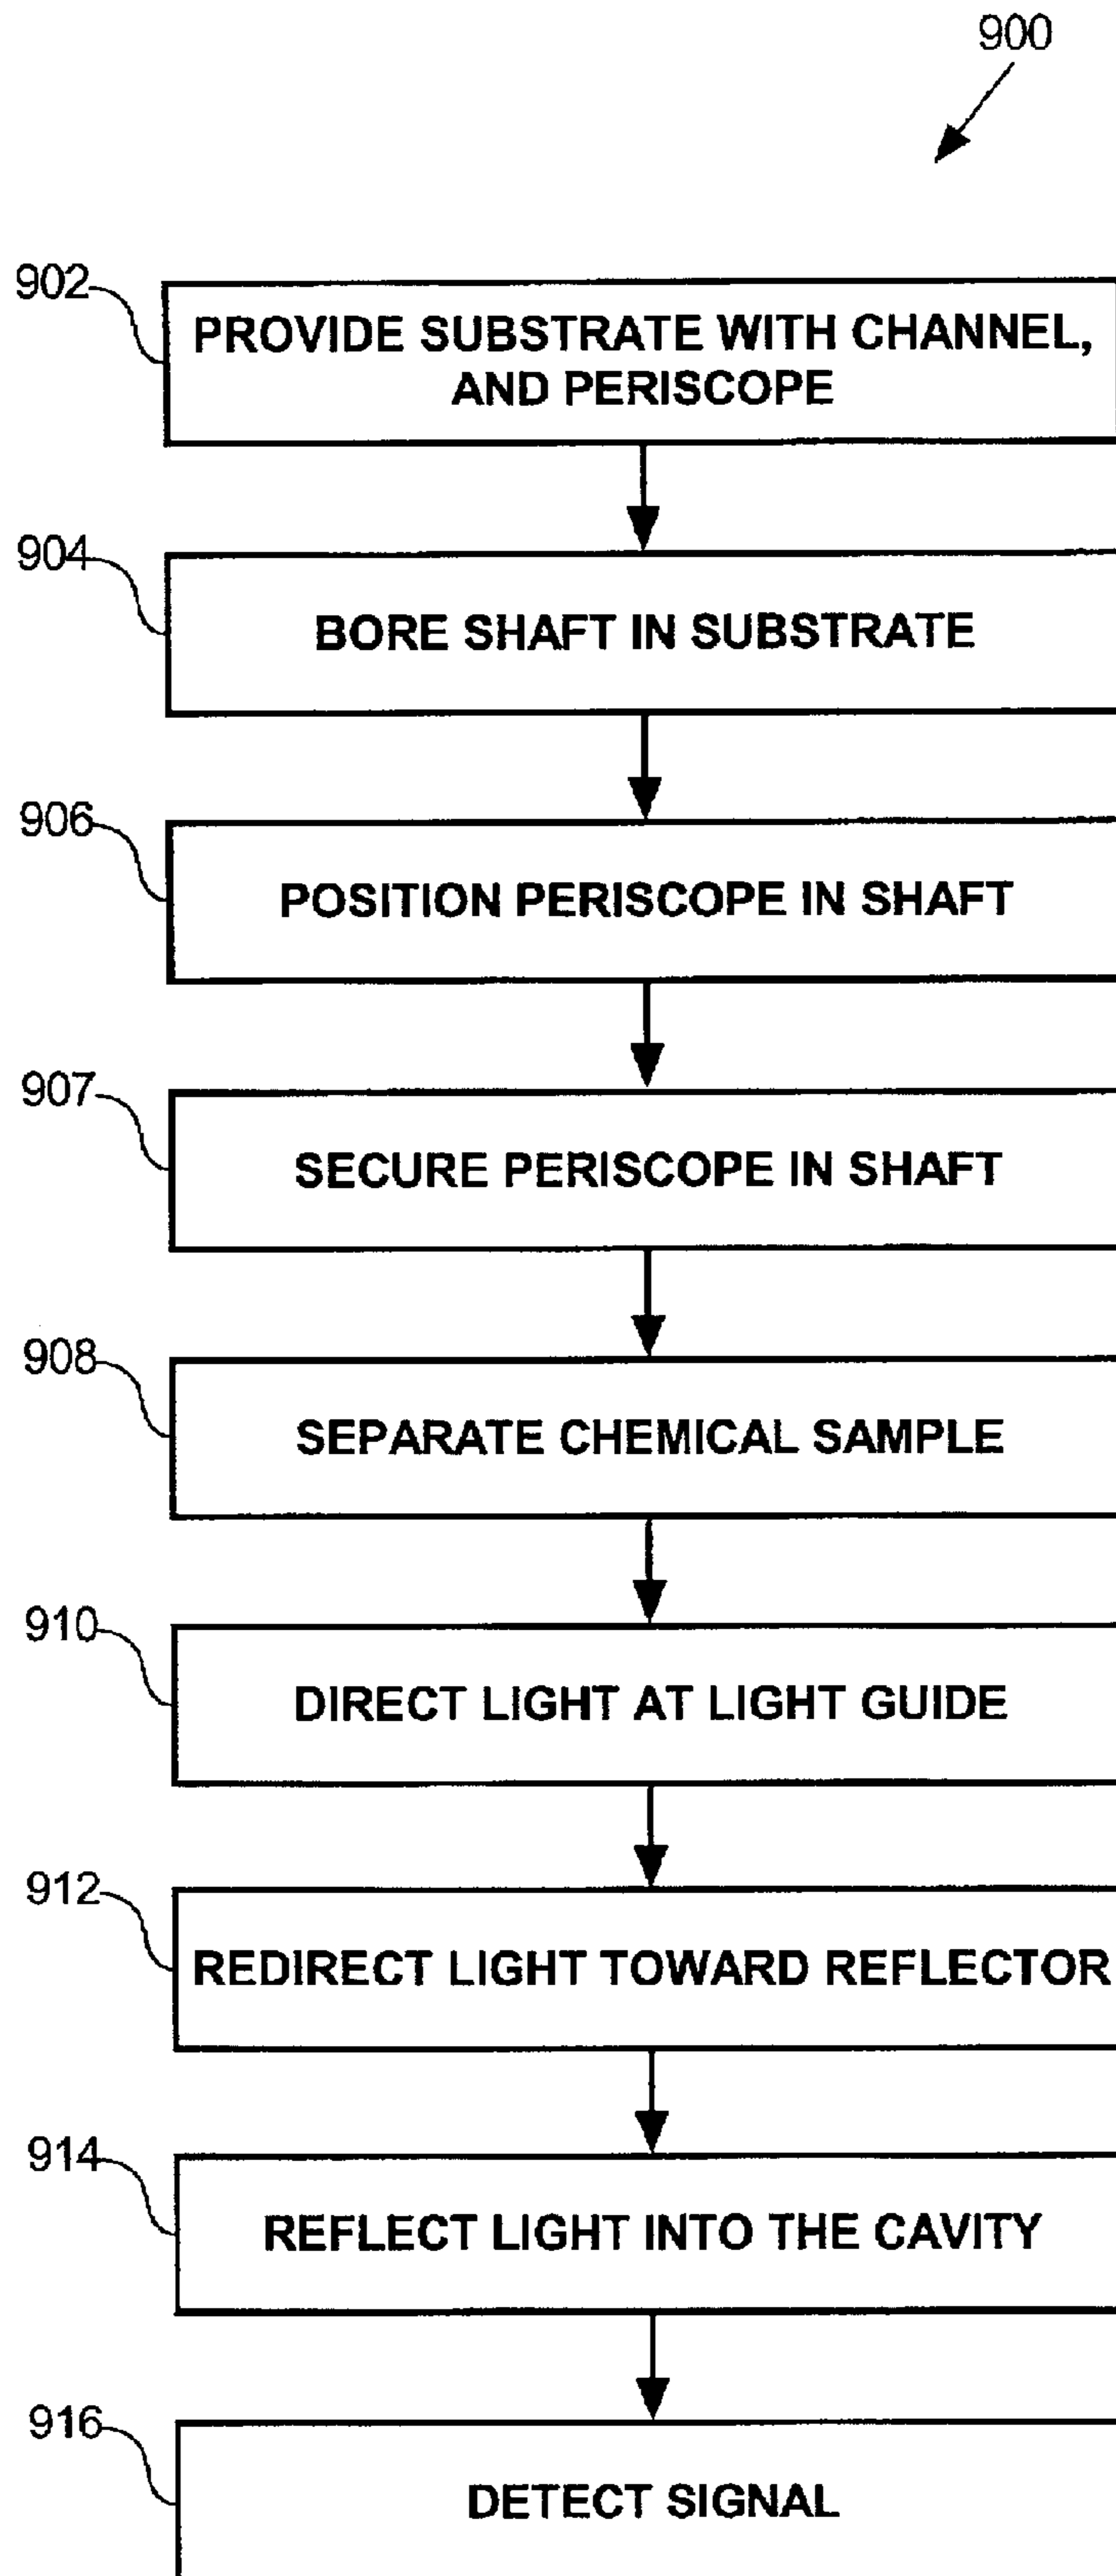 900
902
PROVIDE SUBSTRATE WITH CHANNEL,
AND PERISCOPE
904
BORE SHAFT IN SUBSTRATE
906
POSITION PERISCOPE IN SHAFT
907
SECURE PERISCOPE IN SHAFT
908
SEPARATE CHEMICAL SAMPLE
910
DIRECT LIGHT AT LIGHT GUIDE
912
REDIRECT LIGHT TOWARD REFLECTOR
914
REFLECT LIGHT INTO THE CAVITY
916
DETECT SIGNAL